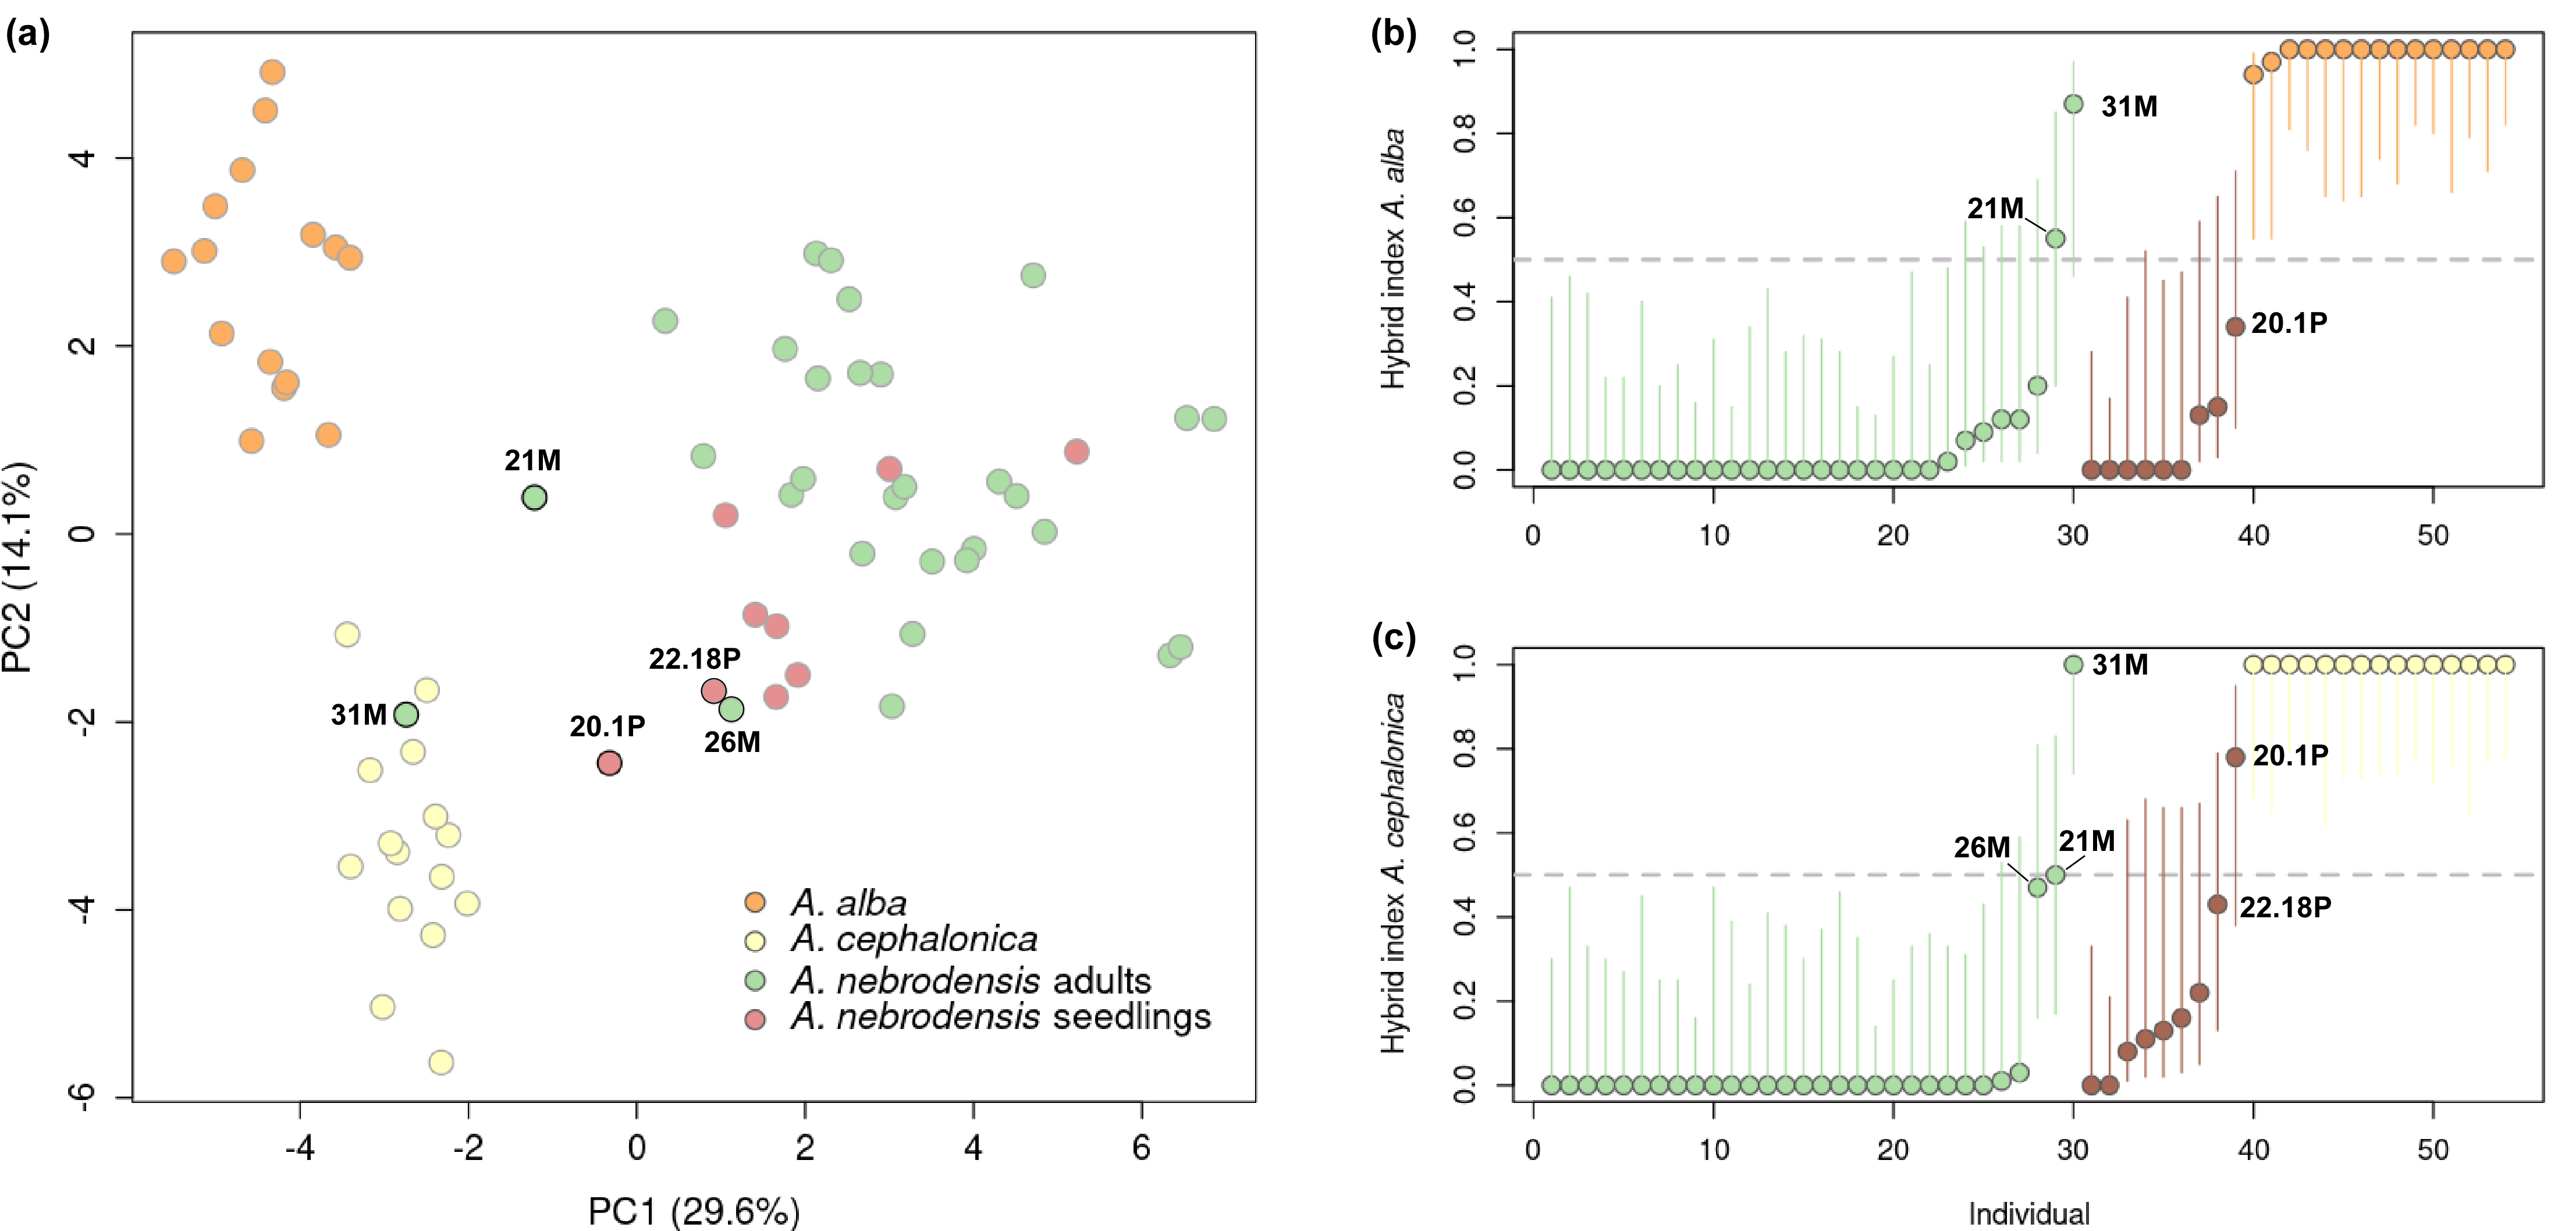 (a)
PC2 (14.1%)
4
2
0
-2
-4
-6
21M
31M
22.18P
20.1P
26M
A. alba
A. cephalonica
A. nebrodensis adults
A. nebrodensis seedlings
-4 -2 0 2 4 6
PC1 (29.6%)
(b)
Hybrid index A. alba
1.0
0.8
0.6
0.4
0.2
0.0
31M
21M
20.1P
0 10 20 30 40 50
(c)
Hybrid index A. cephalonica
1.0
0.8
0.6
0.4
0.2
0.0
31M
20.1P
26M
21M
22.18P
0 10 20 30 40 50
Individual